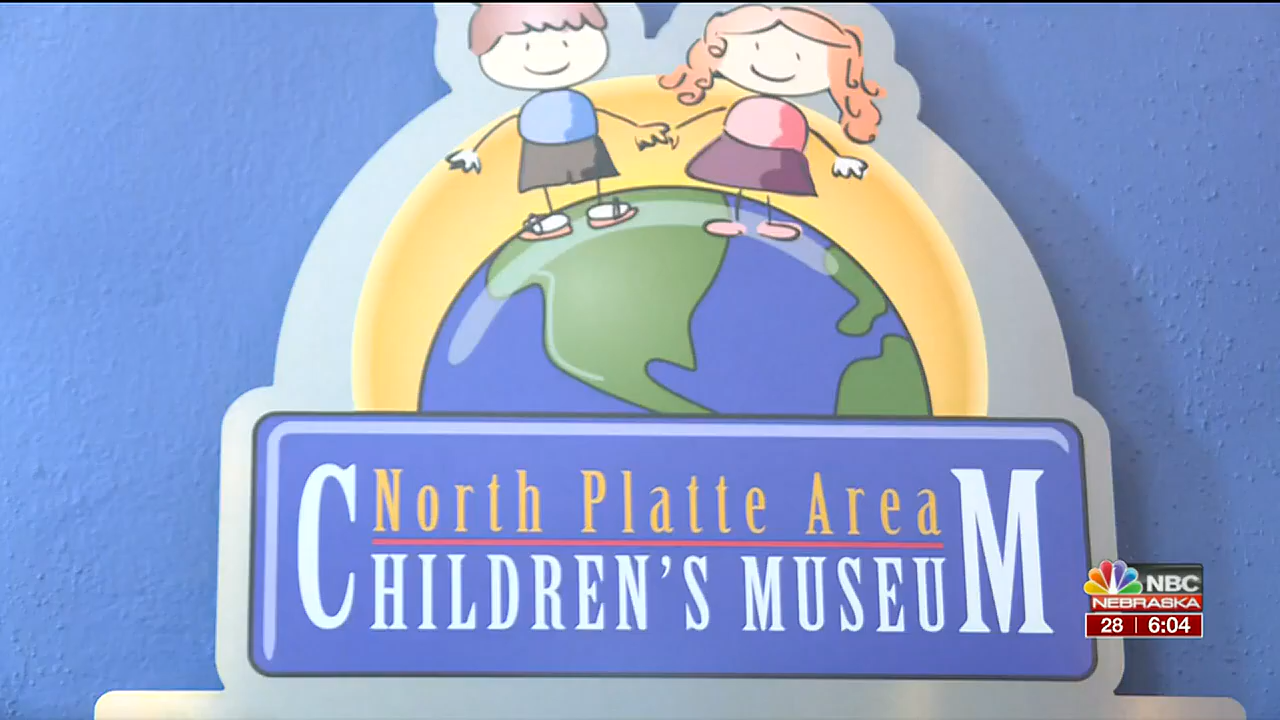 North Platte Area
CHILDREN'S MUSEUM
NBC
NEBRASKA
28 | 6:04